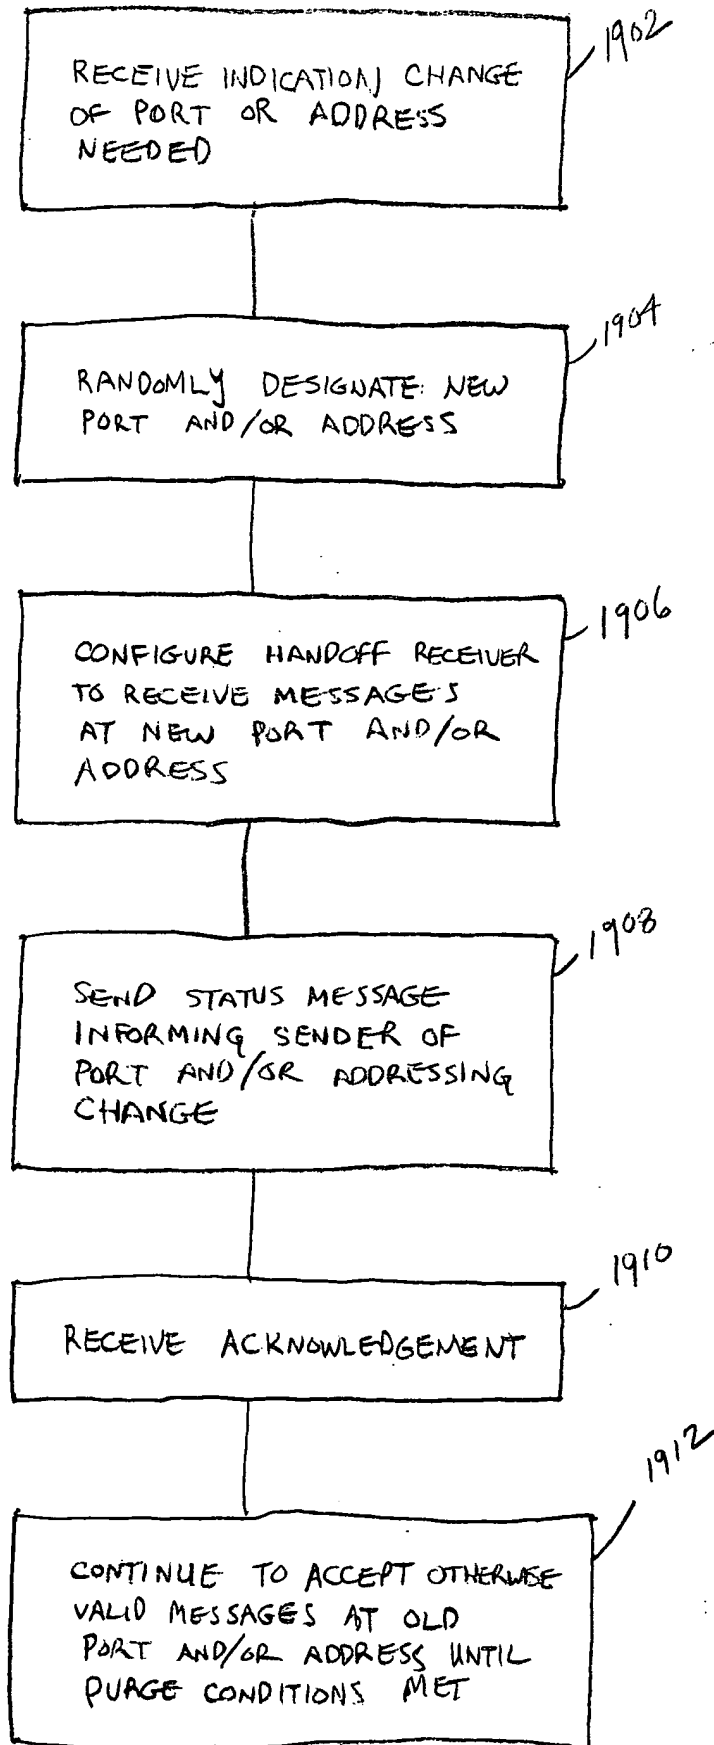 1902
RECEIVE INDICATION CHANGE
OF PORT OR ADDRESS
NEEDED
1904
RANDOMLY DESIGNATE NEW
PORT AND/OR ADDRESS
1906
CONFIGURE HANDOFF RECEIVER
TO RECEIVE MESSAGES
AT NEW PORT AND/OR
ADDRESS
1908
SEND STATUS MESSAGE
INFORMING SENDER OF
PORT AND/OR ADDRESSING
CHANGE
1910
RECEIVE ACKNOWLEDGEMENT
1912
CONTINUE TO ACCEPT OTHERWISE
VALID MESSAGES AT OLD
PORT AND/OR ADDRESS UNTIL
PURGE CONDITIONS MET